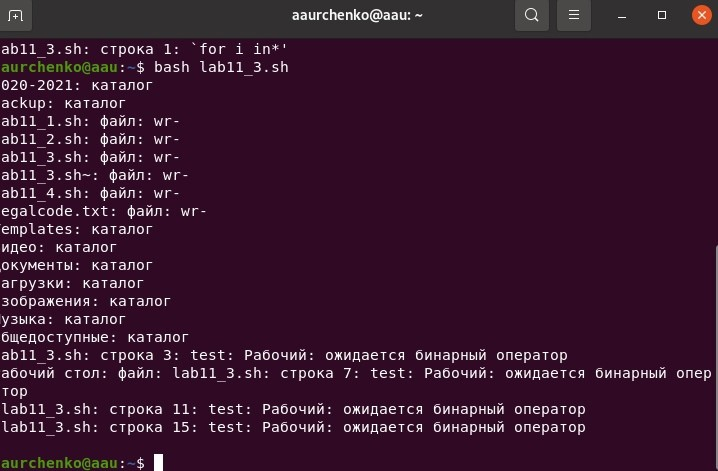 aaurchenko@aau: ~
ab11_3.sh: строка 1: `for i in*'
aurchenko@aau:~$ bash lab11_3.sh
020-2021: каталог
ackup: каталог
ab11_1.sh: файл: wr-
ab11_2.sh: файл: wr-
ab11_3.sh: файл: wr-
ab11_3.sh~: файл: wr-
ab11_4.sh: файл: wr-
egalcode.txt: файл: wr-
emplates: каталог
идео: каталог
окументы: каталог
агрузки: каталог
зображения: каталог
узыка: каталог
бщедоступные: каталог
ab11_3.sh: строка 3: test: Рабочий: ожидается бинарный оператор
абочий стол: файл: lab11_3.sh: строка 7: test: Рабочий: ожидается бинарный опер
тор
lab11_3.sh: строка 11: test: Рабочий: ожидается бинарный оператор
lab11_3.sh: строка 15: test: Рабочий: ожидается бинарный оператор
aurchenko@aau:~$